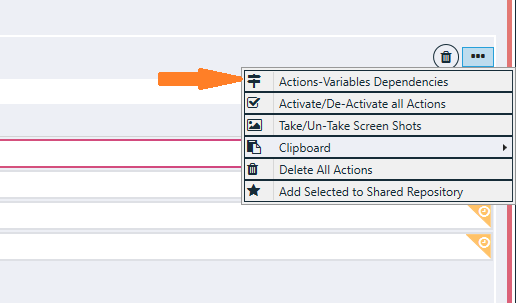 Actions-Variables Dependencies
Activate/De-Activate all Actions
Take/Un-Take Screen Shots
Clipboard
Delete All Actions
Add Selected to Shared Repository